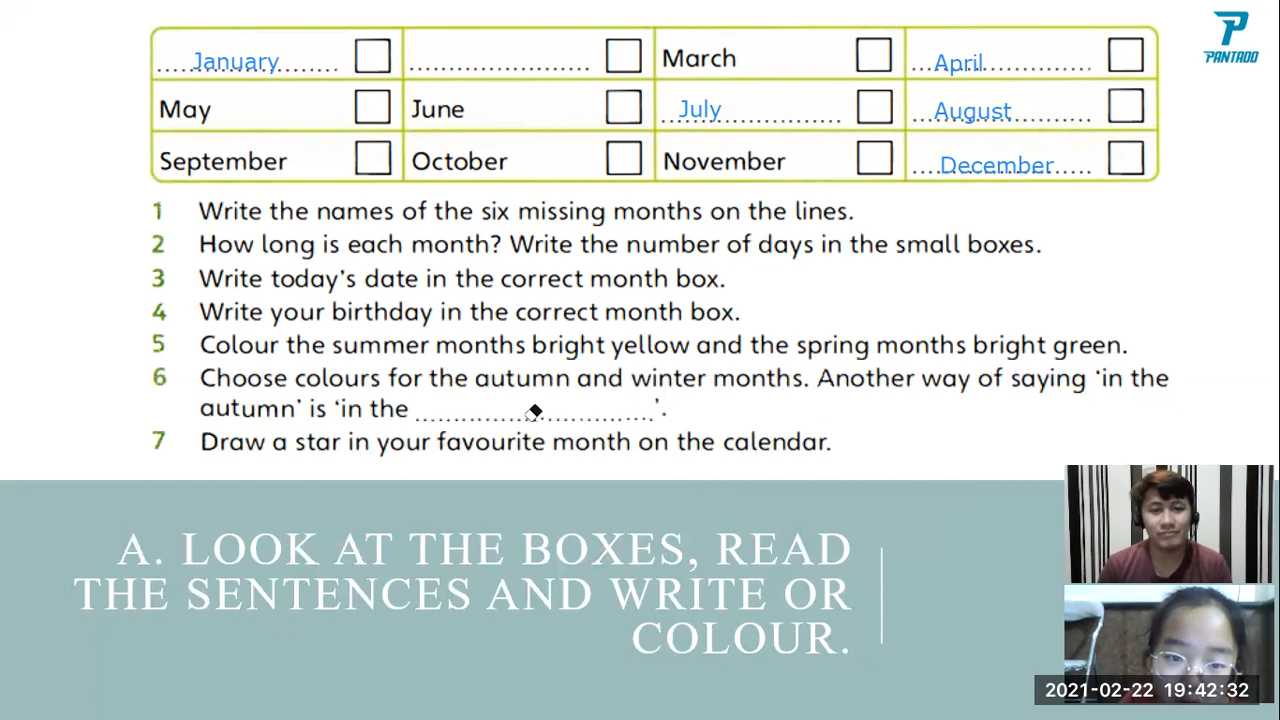 P
PANTADO
January March April
May June July August
September October November December
1 Write the names of the six missing months on the lines.
2 How long is each month? Write the number of days in the small boxes.
3 Write today's date in the correct month box.
4 Write your birthday in the correct month box.
5 Colour the summer months bright yellow and the spring months bright green.
6 Choose colours for the autumn and winter months. Another way of saying 'in the
autumn' is 'in the ............................'.
7 Draw a star in your favourite month on the calendar.
A. LOOK AT THE BOXES, READ
THE SENTENCES AND WRITE OR
COLOUR.
2021-02-22 19:42:32